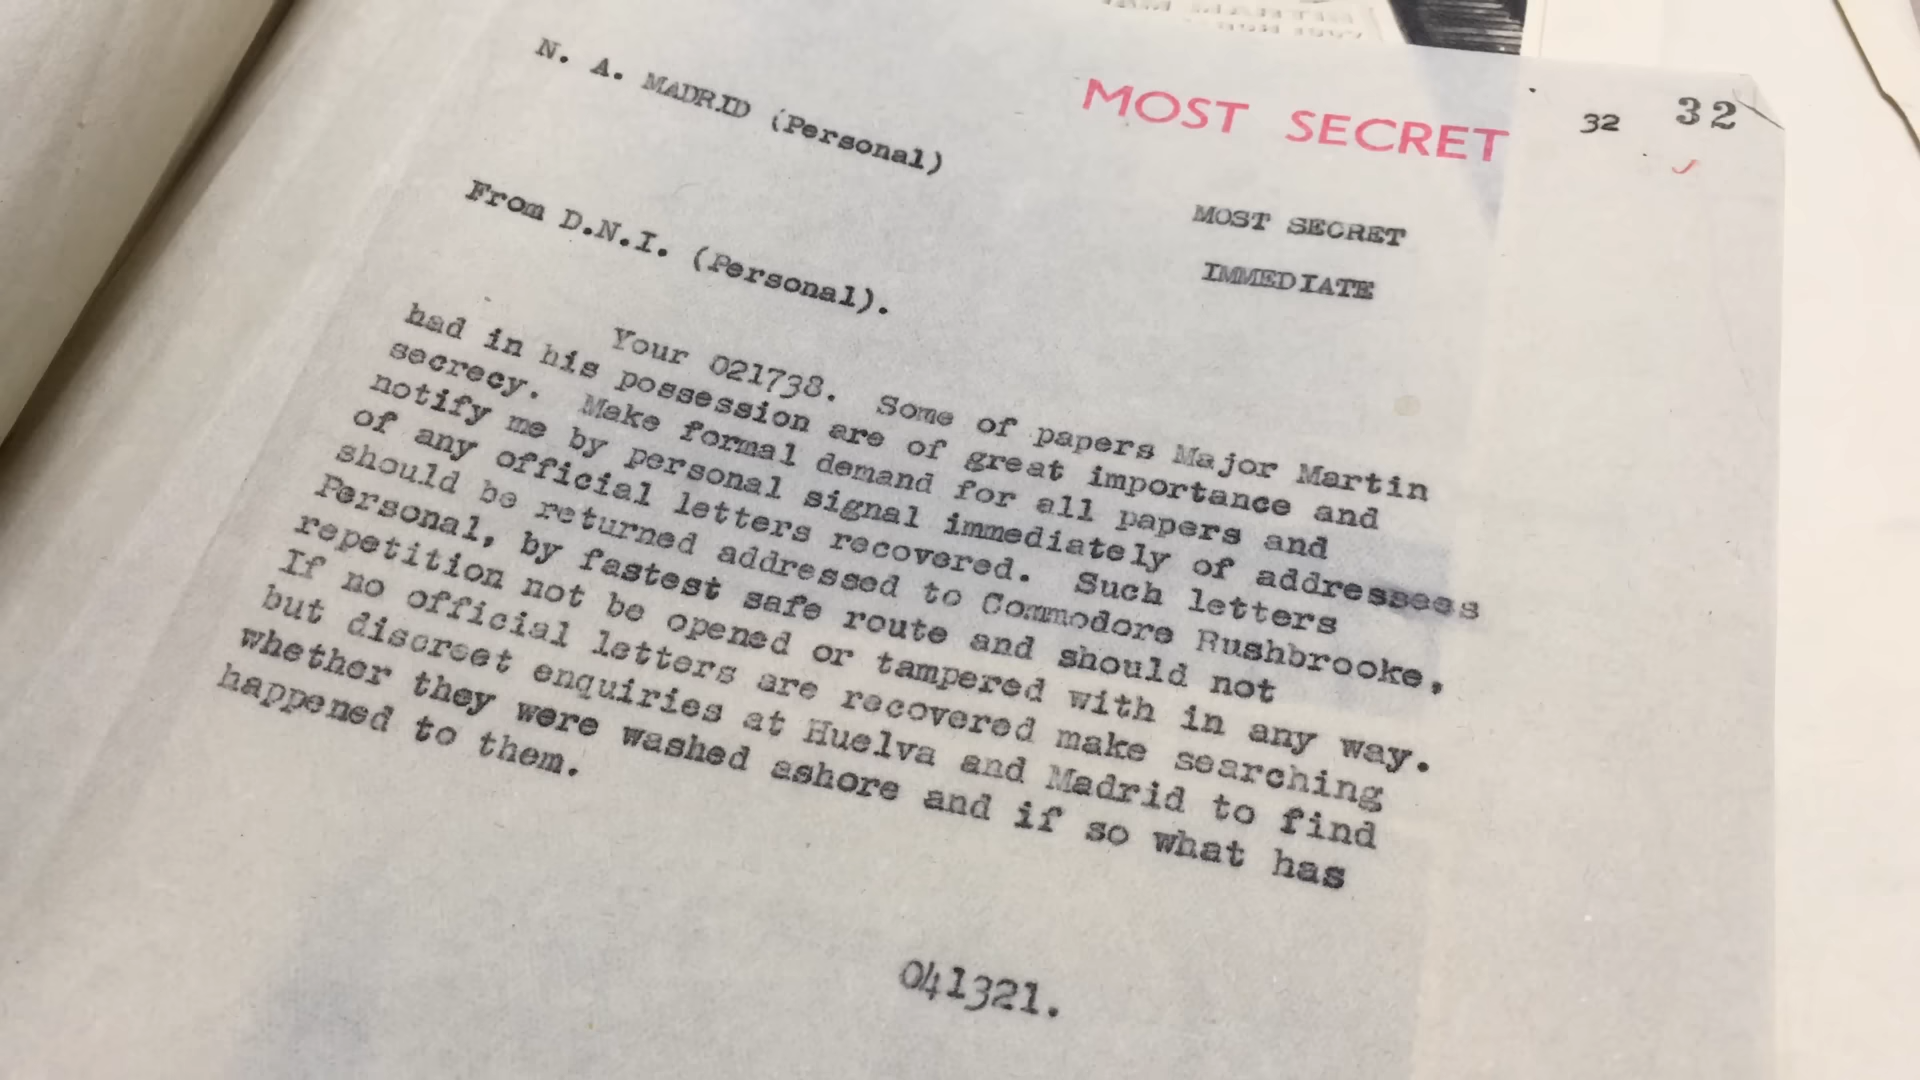 N. A. MADRID (Personal)
MOST SECRET
32 32
From D.N.I. (Personal).
MOST SECRET
IMMEDIATE
Your 021738. Some of papers Major Martin
had in his possession are of great importance and
secrecy. Make formal demand for all papers and
notify me by personal signal immediately of addressees
of any official letters recovered. Such letters
should be returned addressed to Commodore Rushbrooke,
Personal, by fastest safe route and should not
repetition not be opened or tampered with in any way.
If no official letters are recovered make searching
but discreet enquiries at Huelva and Madrid to find
whether they were washed ashore and if so what has
happened to them.
041321.